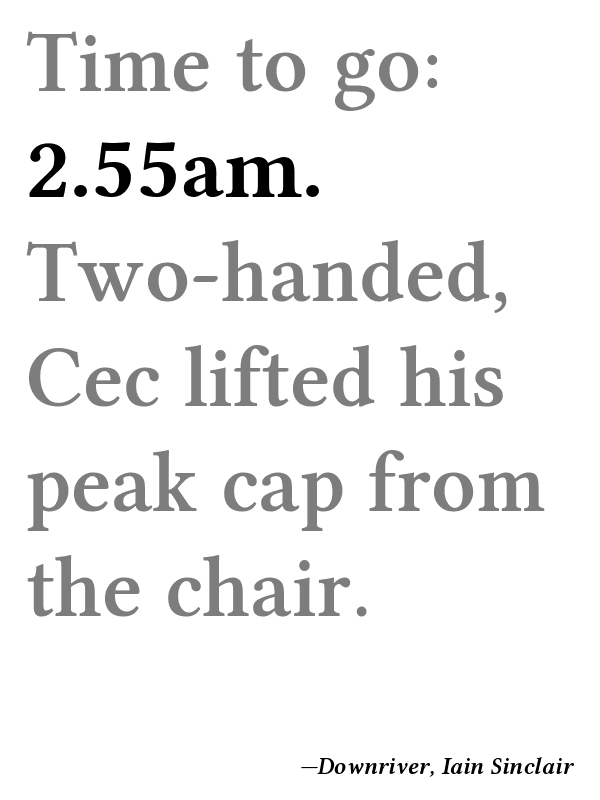 Time to go:
2.55am.
Two-handed,
Cec lifted his
peak cap from
the chair.
—Downriver, Iain Sinclair